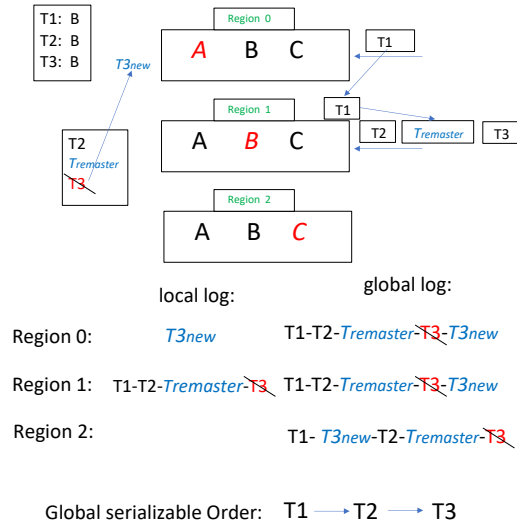 T1: B
T2: B
T3: B
Region 0
A B C
T3new
T1
Region 1
T1
A B C
T2
Tremaster
T3
T2
Tremaster
T3
Region 2
A B C
local log:
global log:
Region 0:
T3new
T1-T2-Tremaster-T3-T3new
Region 1:
T1-T2-Tremaster-T3
T1-T2-Tremaster-T3-T3new
Region 2:
T1- T3new-T2-Tremaster-T3
Global serializable Order: T1 → T2 → T3